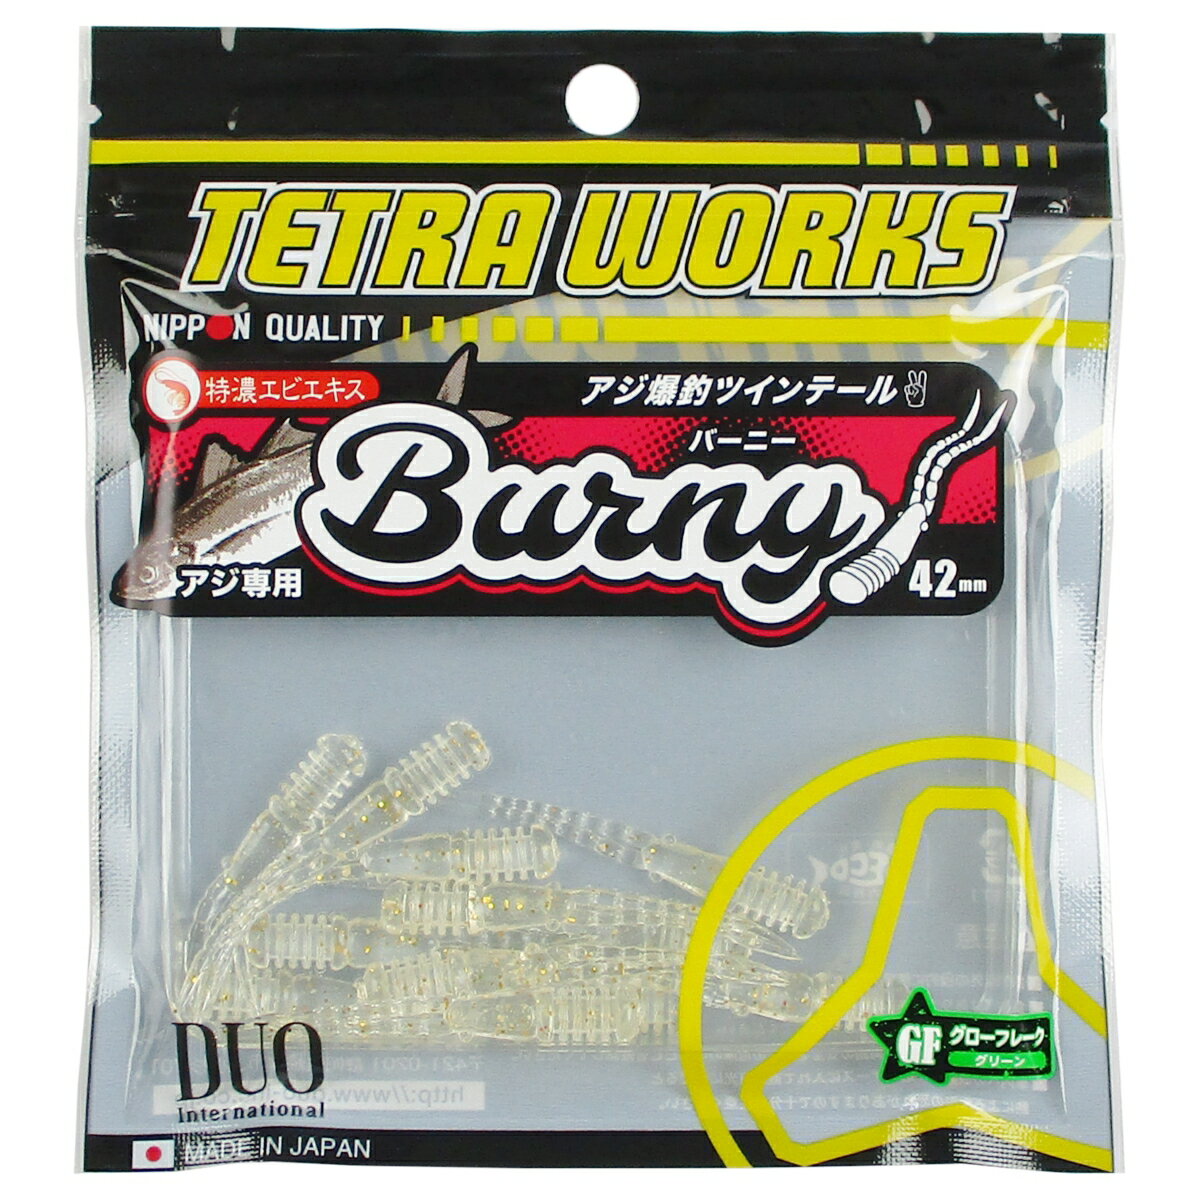 TETRA WORKS
NIPPON QUALITY
特濃エビエキス
アジ爆釣ツインテール
バーニー
Burny
アジ専用
42mm
GF
グローフレーク
グリーン
DUO
International
MADE IN JAPAN